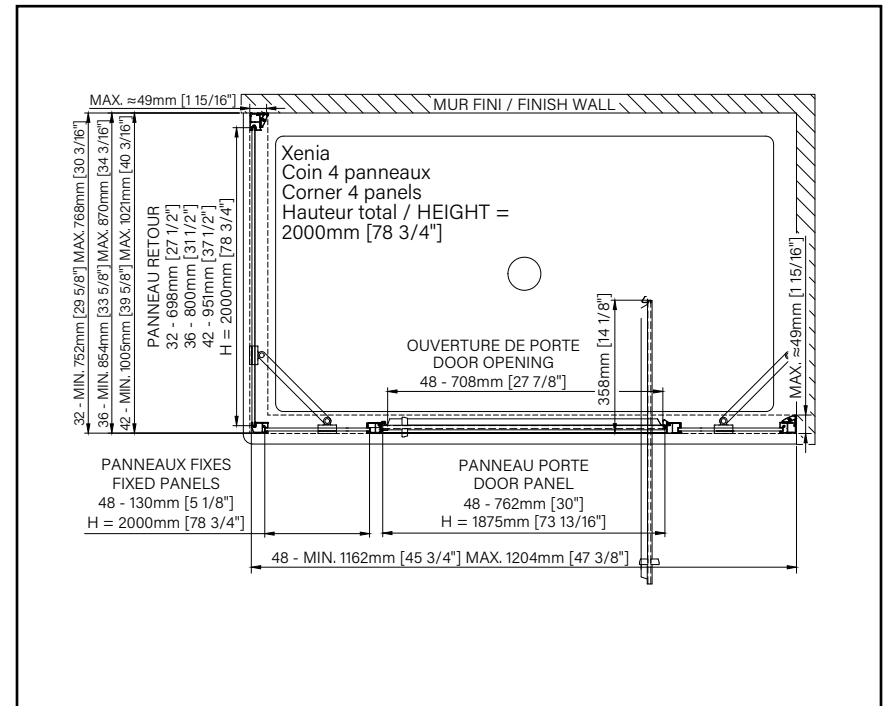 MAX. ≈49mm [1 15/16"]
MUR FINI / FINISH WALL
Xenia
Coin 4 panneaux
Corner 4 panels
Hauteur total / HEIGHT =
2000mm [78 3/4"]
32 - MIN. 752mm [29 5/8"] MAX. 768mm [30 3/16"]
36 - MIN. 854mm [33 5/8"] MAX. 870mm [34 3/16"]
42 - MIN. 1005mm [39 5/8"] MAX. 1021mm [40 3/16"]
PANNEAU RETOUR
32 - 698mm [27 1/2"]
36 - 800mm [31 1/2"]
42 - 951mm [37 1/2"]
H = 2000mm [78 3/4"]
OUVERTURE DE PORTE
DOOR OPENING
48 - 708mm [27 7/8"]
358mm [14 1/8"]
MAX. ≈49mm [1 15/16"]
PANNEAUX FIXES
FIXED PANELS
48 - 130mm [5 1/8"]
H = 2000mm [78 3/4"]
PANNEAU PORTE
DOOR PANEL
48 - 762mm [30"]
H = 1875mm [73 13/16"]
48 - MIN. 1162mm [45 3/4"] MAX. 1204mm [47 3/8"]